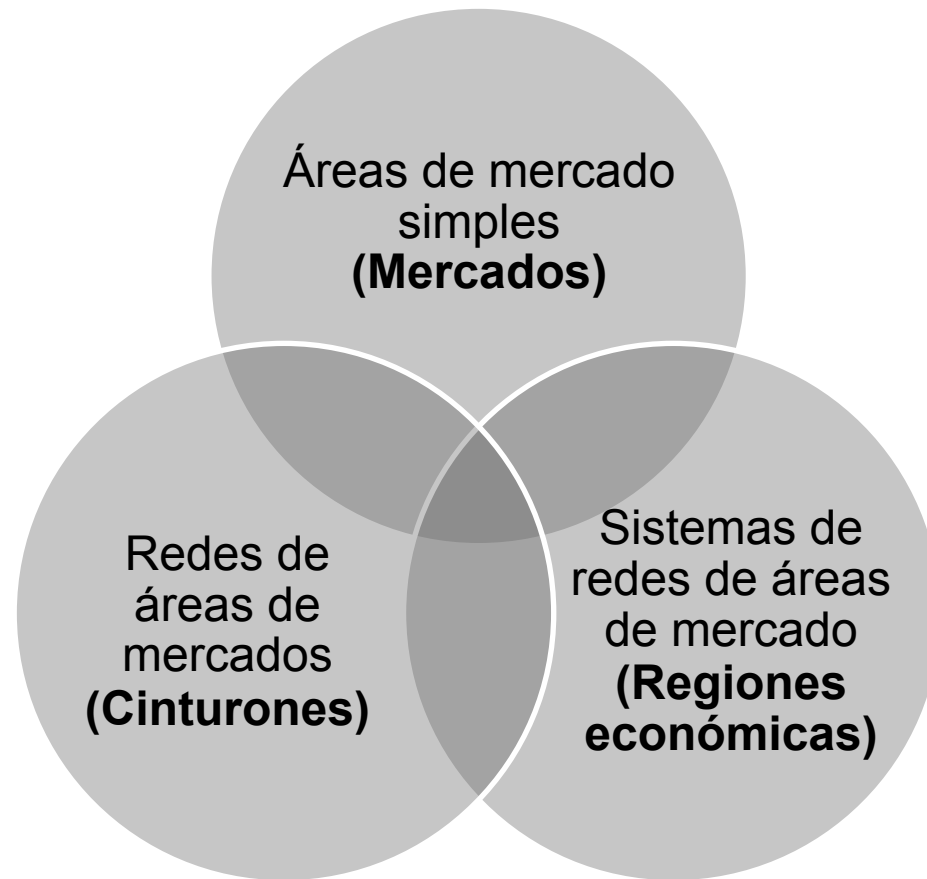 Áreas de mercado
simples
(Mercados)
Redes de
áreas de
mercados
(Cinturones)
Sistemas de
redes de áreas
de mercado
(Regiones
económicas)